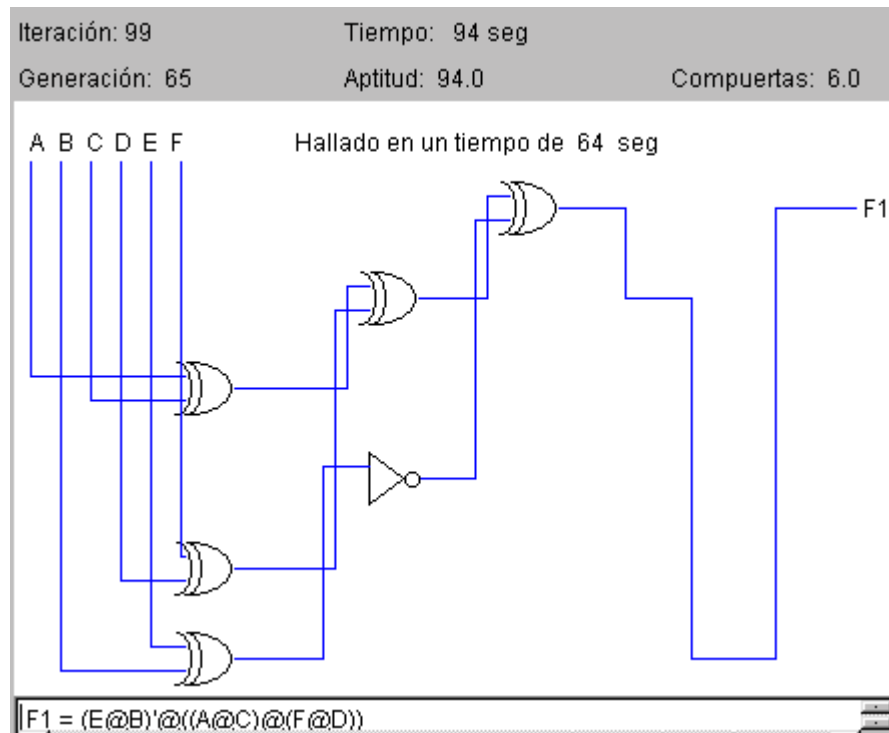 Iteración: 99 Tiempo: 94 seg
Generación: 65 Aptitud: 94.0 Compuertas: 6.0
A B C D E F Hallado en un tiempo de 64 seg
F1
F1 = (E@B)'@((A@C)@(F@D))